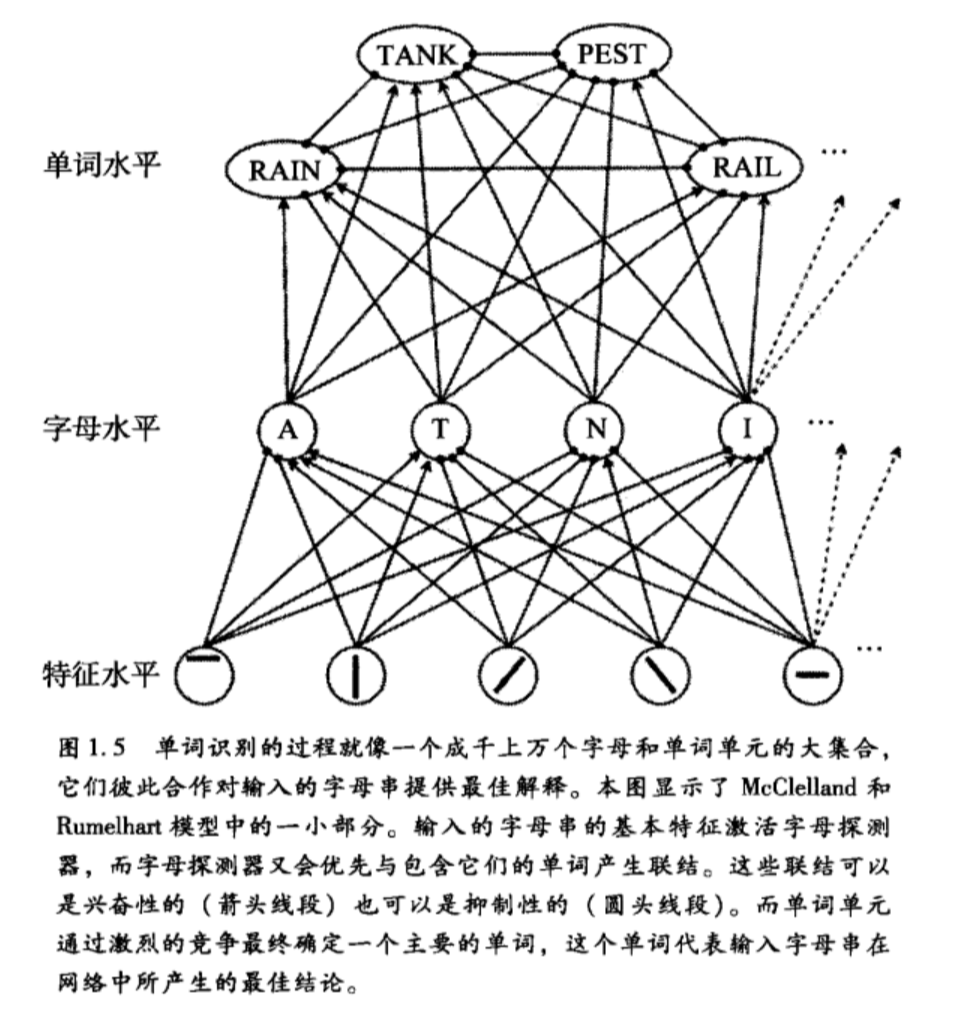 TANK PEST
单词水平 RAIN RAIL …
字母水平 A T N I …
特征水平 …
图1.5 单词识别的过程就像一个成千上万个字母和单词单元的大集合，
它们彼此合作对输入的字母串提供最佳解释。本图显示了 McClelland 和
Rumelhart 模型中的一小部分。输入的字母串的基本特征激活字母探测
器，而字母探测器又会优先与包含它们的单词产生联结。这些联结可以
是兴奋性的（箭头线段）也可以是抑制性的（圆头线段）。而单词单元
通过激烈的竞争最终确定一个主要的单词，这个单词代表输入字母串在
网络中所产生的最佳结论。